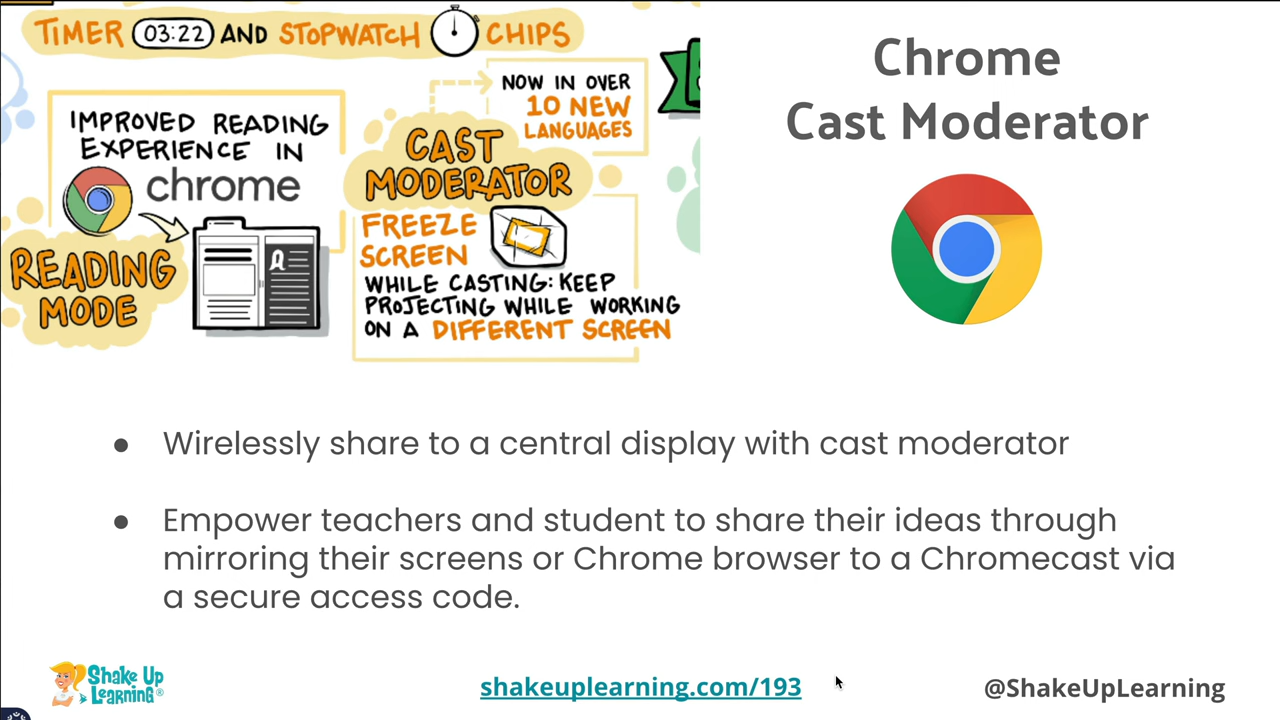 TIMER 03:22 AND STOPWATCH CHIPS
IMPROVED READING
EXPERIENCE IN
chrome
READING
MODE
NOW IN OVER
10 NEW
LANGUAGES
CAST
MODERATOR
FREEZE
SCREEN
WHILE CASTING: KEEP
PROJECTING WHILE WORKING
ON A DIFFERENT SCREEN
Chrome
Cast Moderator
● Wirelessly share to a central display with cast moderator
● Empower teachers and student to share their ideas through
mirroring their screens or Chrome browser to a Chromecast via
a secure access code.
Shake Up
Learning®
shakeuplearning.com/193
@ShakeUpLearning